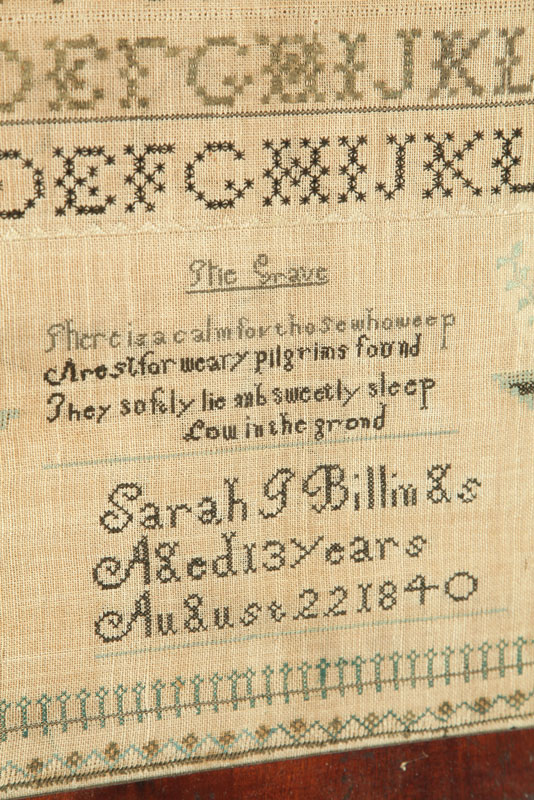 DEFGHIJKL
DEFGHIJKL
The Grave
There is a calm for those who weep
A rest for weary pilgrims found
They softly lie and sweetly sleep
Low in the grond
Sarah J Billings
Aged 13 years
August 22 1840